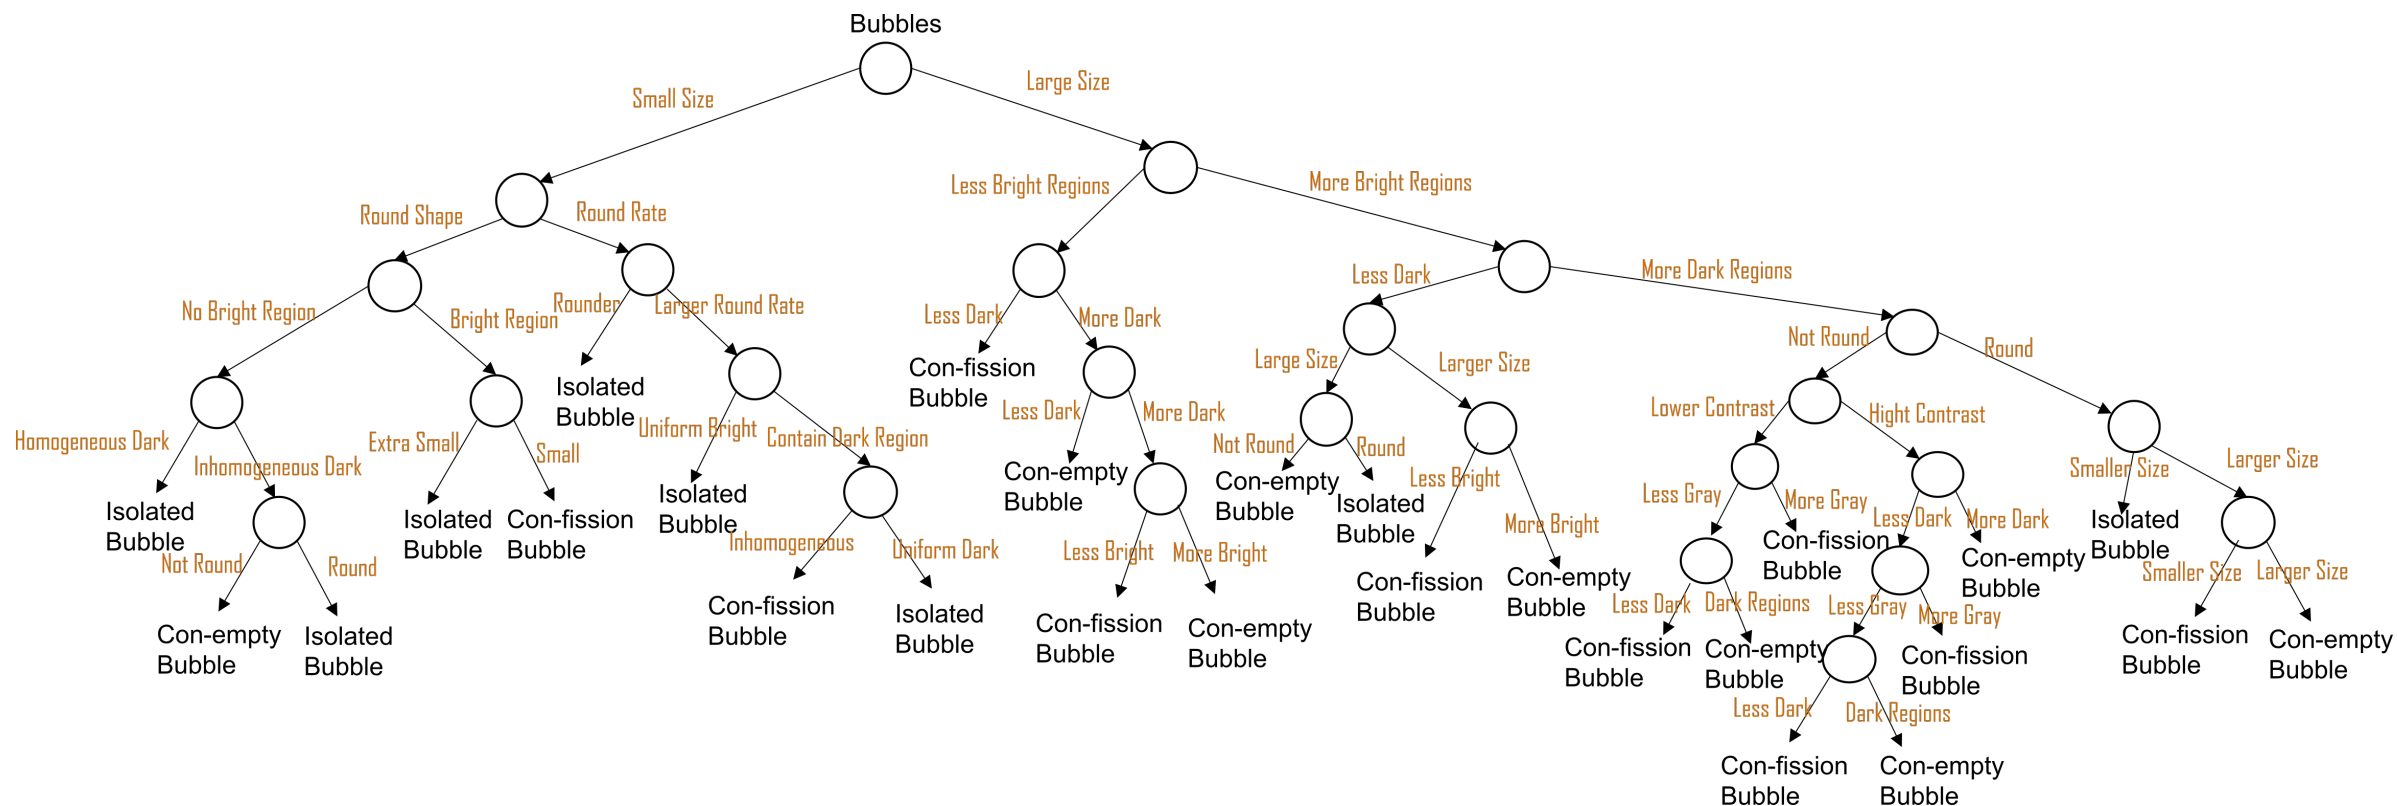 Bubbles
Large Size
Small Size
Less Bright Regions
More Bright Regions
Round Shape
Round Rate
Less Dark
More Dark Regions
No Bright Region
Bright Region
Rounder
Larger Round Rate
Less Dark
More Dark
Not Round
Round
Large Size
Larger Size
Con-fission
Bubble
Isolated
Bubble
Less Dark
More Dark
Lower Contrast
Hight Contrast
Homogeneous Dark
Inhomogeneous Dark
Extra Small
Small
Uniform Bright
Contain Dark Region
Not Round
Round
Less Bright
More Bright
Smaller Size
Larger Size
Con-empty
Bubble
Con-empty
Bubble
Isolated
Bubble
Less Gray
More Gray
Less Dark
More Dark
Isolated
Bubble
Isolated
Bubble
Con-fission
Bubble
Isolated
Bubble
Isolated
Bubble
Con-fission
Bubble
Con-empty
Bubble
Not Round
Round
Inhomogeneous
Uniform Dark
Less Bright
More Bright
Con-fission
Bubble
Con-empty
Bubble
Smaller Size
Larger Size
Less Dark
Dark Regions
Less Gray
More Gray
Con-empty
Bubble
Isolated
Bubble
Con-fission
Bubble
Isolated
Bubble
Con-fission
Bubble
Con-empty
Bubble
Con-fission
Bubble
Con-empty
Bubble
Con-fission
Bubble
Con-fission
Bubble
Con-empty
Bubble
Less Dark
Dark Regions
Con-fission
Bubble
Con-empty
Bubble